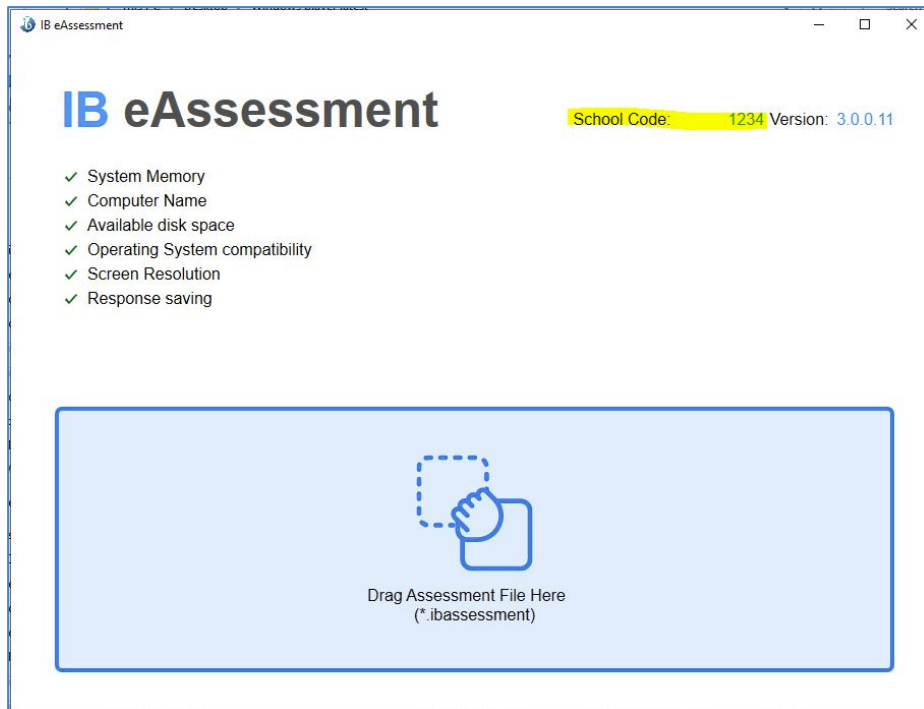 IB eAssessment
IB eAssessment
School Code: 1234 Version: 3.0.0.11
System Memory
Computer Name
Available disk space
Operating System compatibility
Screen Resolution
Response saving
Drag Assessment File Here
(*.ibassessment)